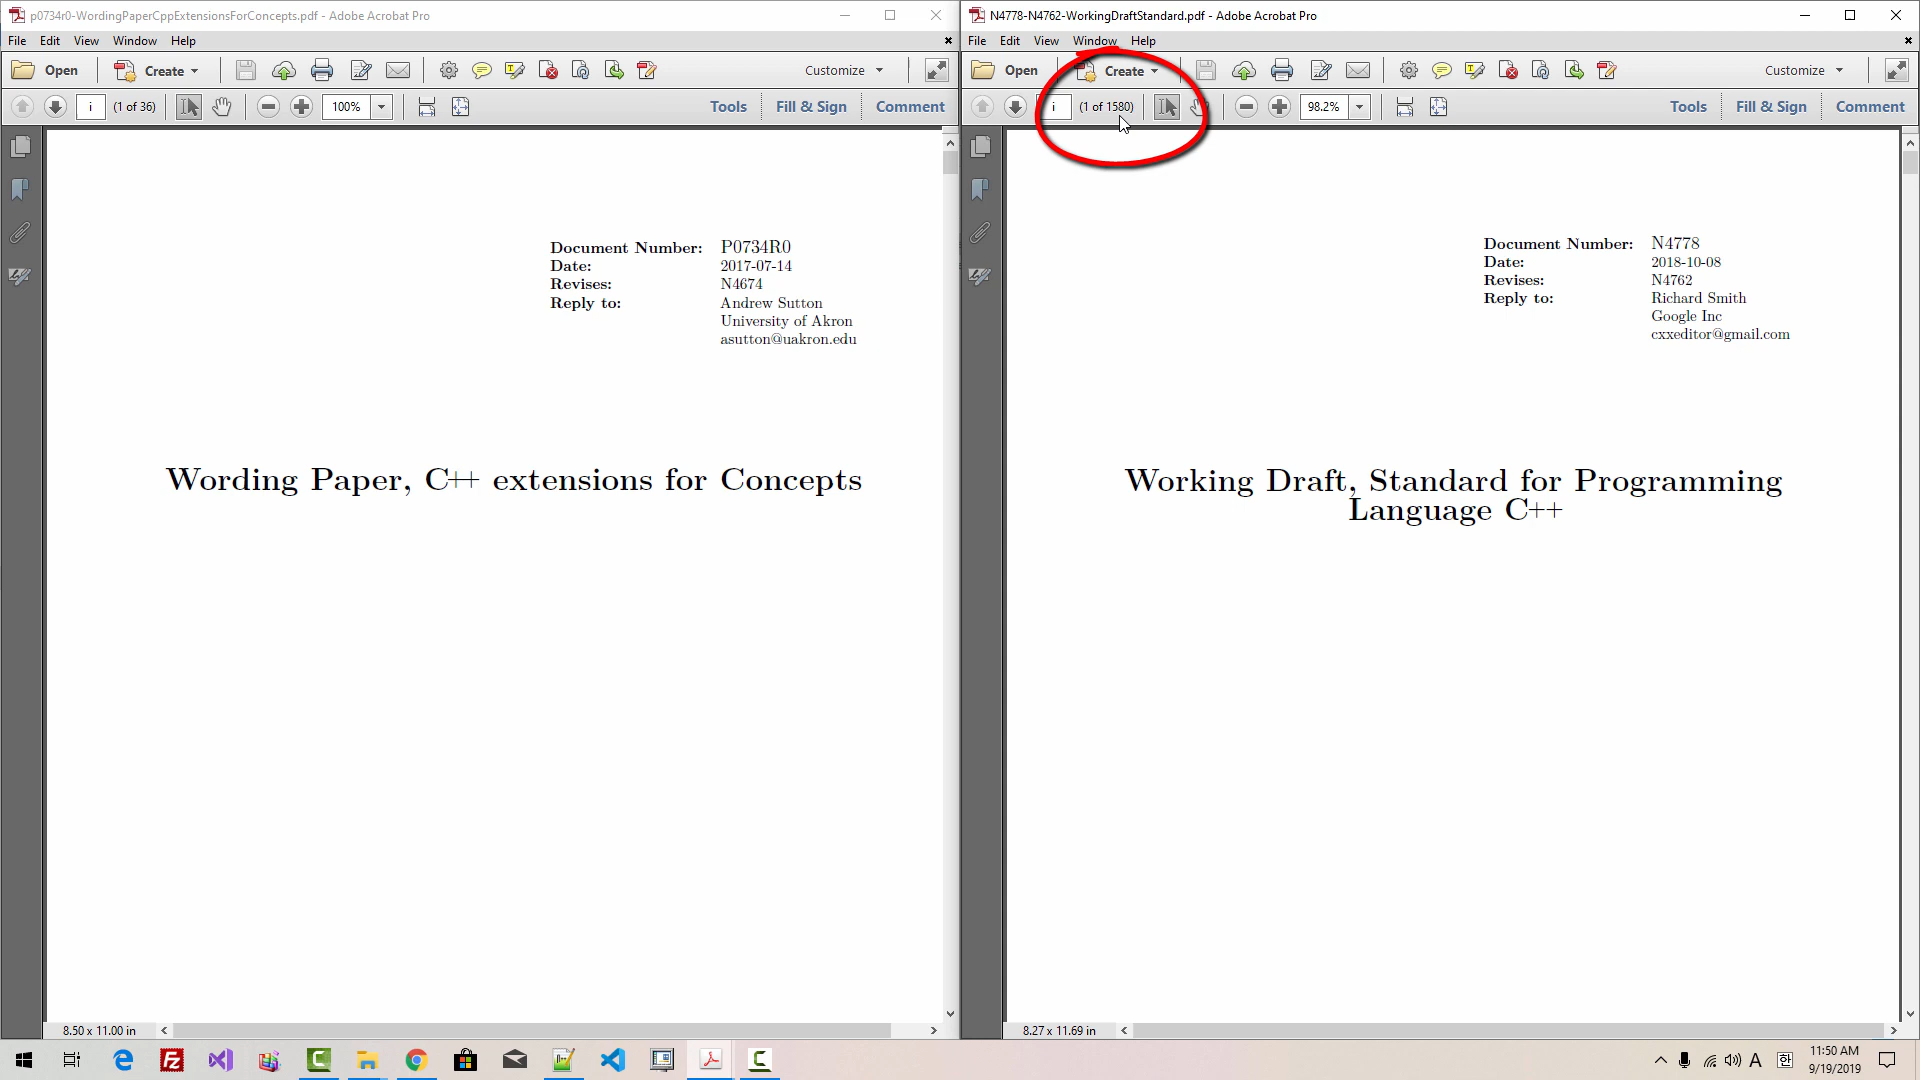 p0734r0-WordingPaperCppExtensionsForConcepts.pdf - Adobe Acrobat Pro
File Edit View Window Help
Open Create Customize
i (1 of 36) 100% Tools Fill & Sign Comment
Document Number: P0734R0
Date: 2017-07-14
Revises: N4674
Reply to: Andrew Sutton
University of Akron
asutton@uakron.edu
Wording Paper, C++ extensions for Concepts
8.50 x 11.00 in
N4778-N4762-WorkingDraftStandard.pdf - Adobe Acrobat Pro
File Edit View Window Help
Open Create Customize
i (1 of 1580) 98.2% Tools Fill & Sign Comment
Document Number: N4778
Date: 2018-10-08
Revises: N4762
Reply to: Richard Smith
Google Inc
cxxeditor@gmail.com
Working Draft, Standard for Programming
Language C++
8.27 x 11.69 in
A 한 11:50 AM
9/19/2019